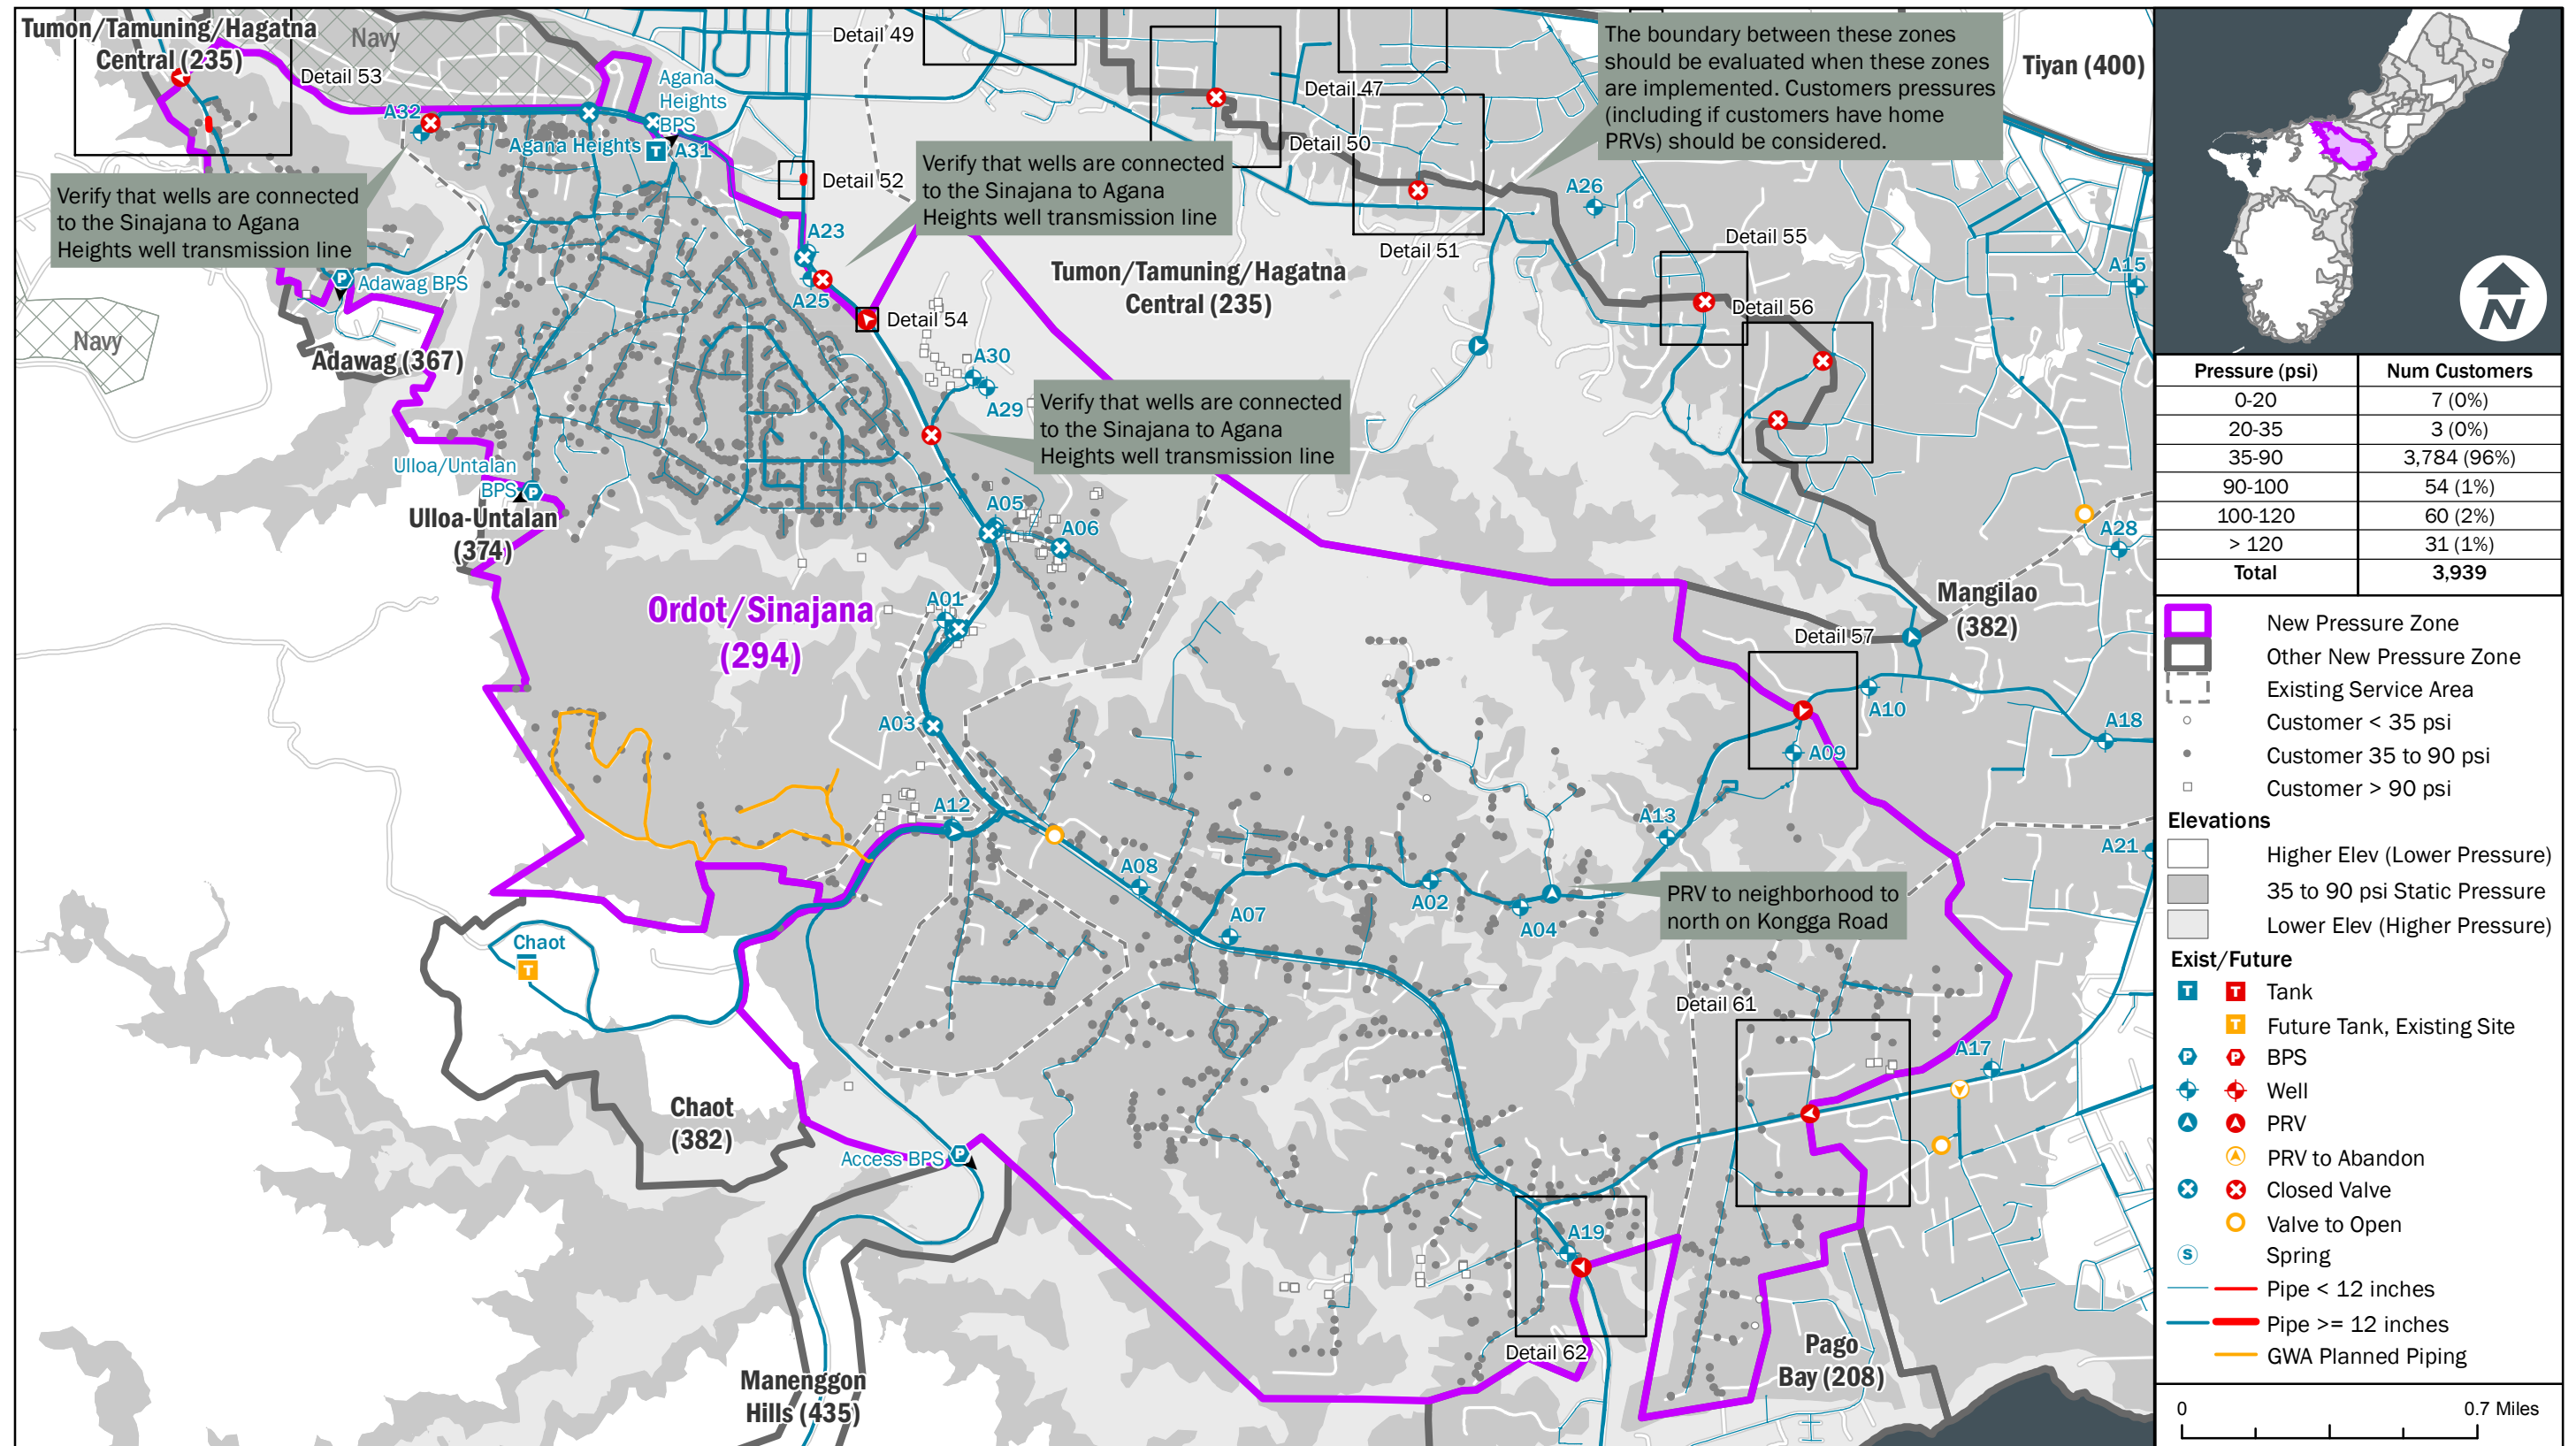 Tumon/Tamuning/Hagatna
Central (235)
Navy
Detail 53
A32
Agana
Heights
BPS
Agana Heights
A31
Detail 49
Detail 52
Detail 47
Detail 50
Detail 51
The boundary between these zones
should be evaluated when these zones
are implemented. Customers pressures
(including if customers have home
PRVs) should be considered.
Tiyan (400)
Verify that wells are connected
to the Sinajana to Agana
Heights well transmission line
Verify that wells are connected
to the Sinajana to Agana
Heights well transmission line
A26
Detail 55
Detail 56
A15
Adawag BPS
Navy
Adawag (367)
A23
A25
Detail 54
Tumon/Tamuning/Hagatna
Central (235)
A30
A29
Verify that wells are connected
to the Sinajana to Agana
Heights well transmission line
Ulloa/Untalan
BPS
Ulloa-Untalan
(374)
A05
A06
A28
A01
Ordot/Sinajana
(294)
Mangilao
(382)
Detail 57
A10
A18
A03
A09
A12
A13
A21
A08
A02
A07
A04
PRV to neighborhood to
north on Kongga Road
Chaot
T
Detail 61
A17
Chaot
(382)
Access BPS
A19
Detail 62
Manenggon
Hills (435)
Pago
Bay (208)
N
Pressure (psi) Num Customers
0-20 7 (0%)
20-35 3 (0%)
35-90 3,784 (96%)
90-100 54 (1%)
100-120 60 (2%)
> 120 31 (1%)
Total 3,939
New Pressure Zone
Other New Pressure Zone
Existing Service Area
Customer < 35 psi
Customer 35 to 90 psi
Customer > 90 psi
Elevations
Higher Elev (Lower Pressure)
35 to 90 psi Static Pressure
Lower Elev (Higher Pressure)
Exist/Future
T T Tank
T Future Tank, Existing Site
P P BPS
Well
PRV
PRV to Abandon
Closed Valve
Valve to Open
S Spring
Pipe < 12 inches
Pipe >= 12 inches
GWA Planned Piping
0 0.7 Miles